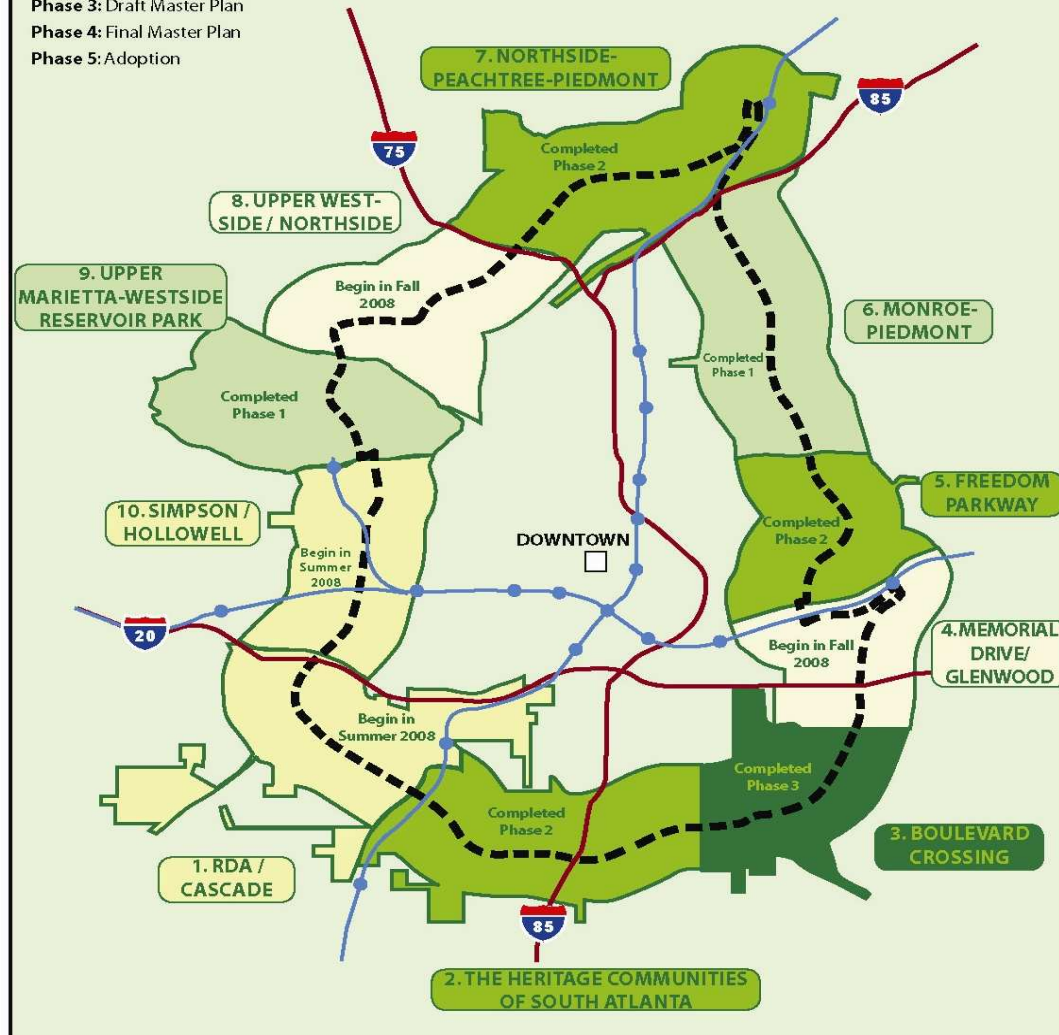 Phase 3: Draft Master Plan
Phase 4: Final Master Plan
Phase 5: Adoption
7. NORTHSIDE-
PEACHTREE-PIEDMONT
85
75
Completed
Phase 2
8. UPPER WEST-
SIDE / NORTHSIDE
9. UPPER
MARIETTA-WESTSIDE
RESERVOIR PARK
Begin in Fall
2008
6. MONROE-
PIEDMONT
Completed
Phase 1
Completed
Phase 1
10. SIMPSON /
HOLLOWELL
5. FREEDOM
PARKWAY
Completed
Phase 2
DOWNTOWN
Begin in
Summer
2008
20
4. MEMORIAL
DRIVE/
GLENWOOD
Begin in Fall
2008
Begin in
Summer 2008
Completed
Phase 3
Completed
Phase 2
3. BOULEVARD
CROSSING
1. RDA /
CASCADE
85
2. THE HERITAGE COMMUNITIES
OF SOUTH ATLANTA